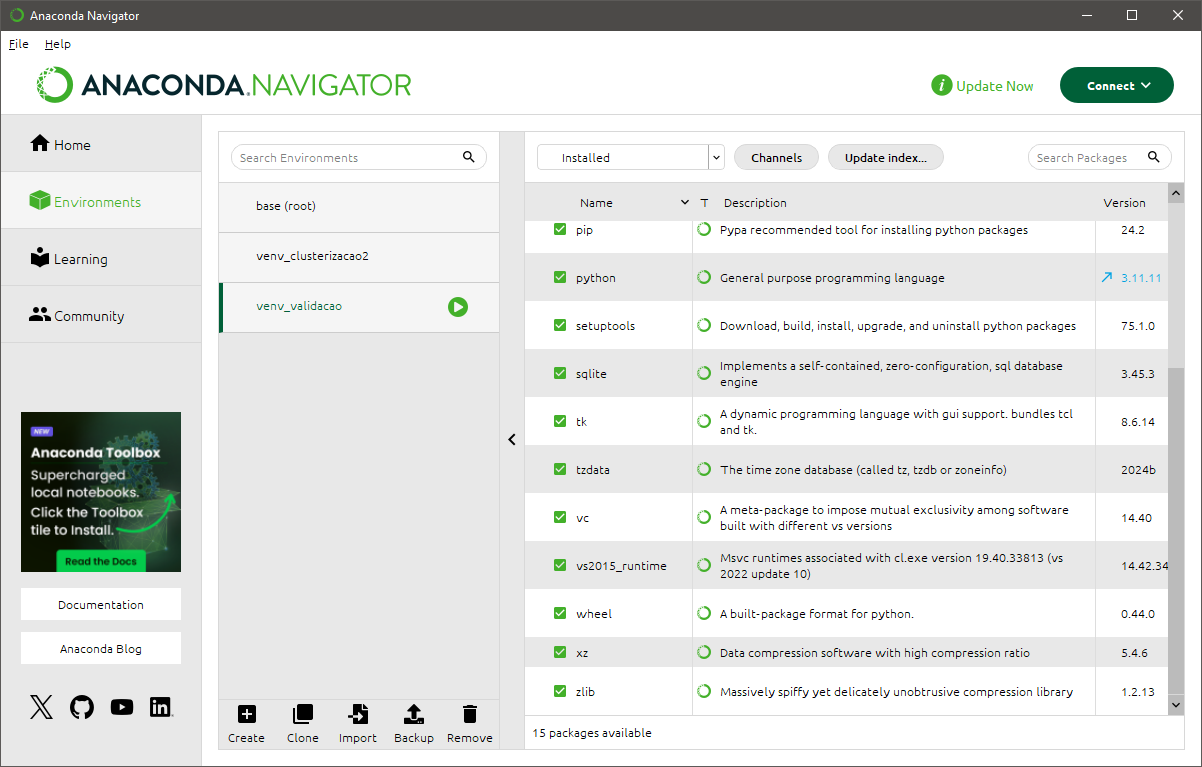 Anaconda Navigator
File Help
ANACONDA.NAVIGATOR
i Update Now
Connect
Home
Environments
Learning
Community
NEW
Anaconda Toolbox
Supercharged
local notebooks.
Click the Toolbox
tile to Install.
Read the Docs
Documentation
Anaconda Blog
Search Environments
base (root)
venv_clusterizacao2
venv_validacao
Create Clone Import Backup Remove
Installed Channels Update index... Search Packages
Name T Description Version
pip Pypa recommended tool for installing python packages 24.2
python General purpose programming language 3.11.11
setuptools Download, build, install, upgrade, and uninstall python packages 75.1.0
sqlite Implements a self-contained, zero-configuration, sql database
engine 3.45.3
tk A dynamic programming language with gui support. bundles tcl
and tk. 8.6.14
tzdata The time zone database (called tz, tzdb or zoneinfo) 2024b
vc A meta-package to impose mutual exclusivity among software
built with different vs versions 14.40
vs2015_runtime Msvc runtimes associated with cl.exe version 19.40.33813 (vs
2022 update 10) 14.42.34
wheel A built-package format for python. 0.44.0
xz Data compression software with high compression ratio 5.4.6
zlib Massively spiffy yet delicately unobtrusive compression library 1.2.13
15 packages available